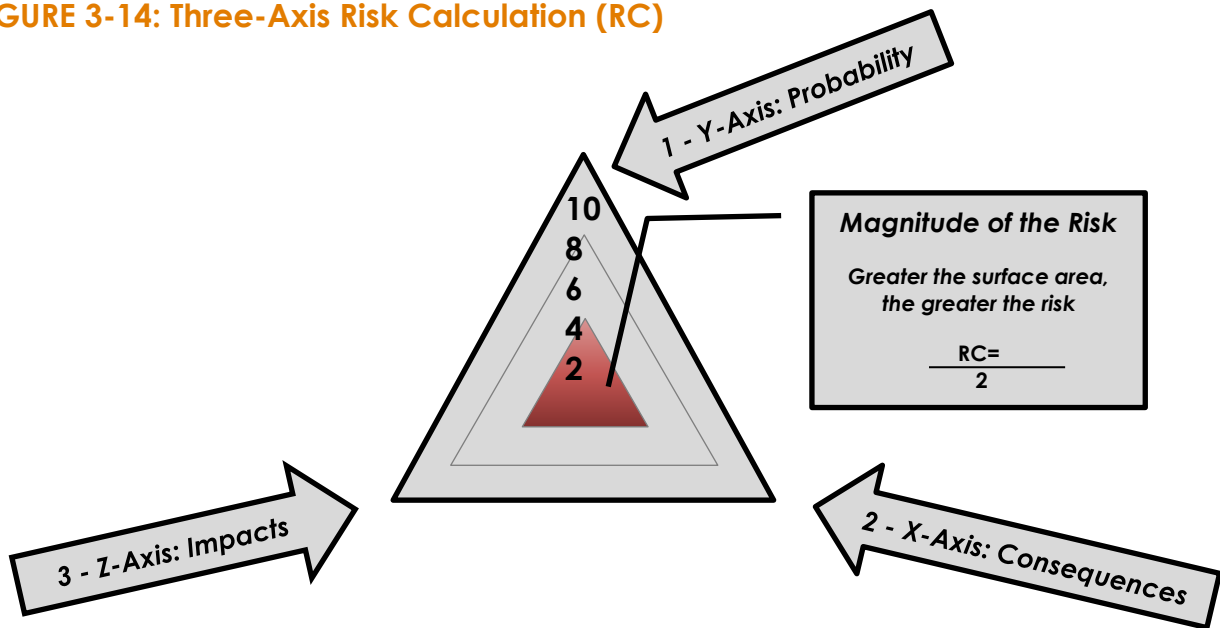 GURE 3-14: Three-Axis Risk Calculation (RC)
1 - Y-Axis: Probability
10
8
6
4
2
Magnitude of the Risk
Greater the surface area,
the greater the risk
RC=
2
3 - Z-Axis: Impacts
2 - X-Axis: Consequences